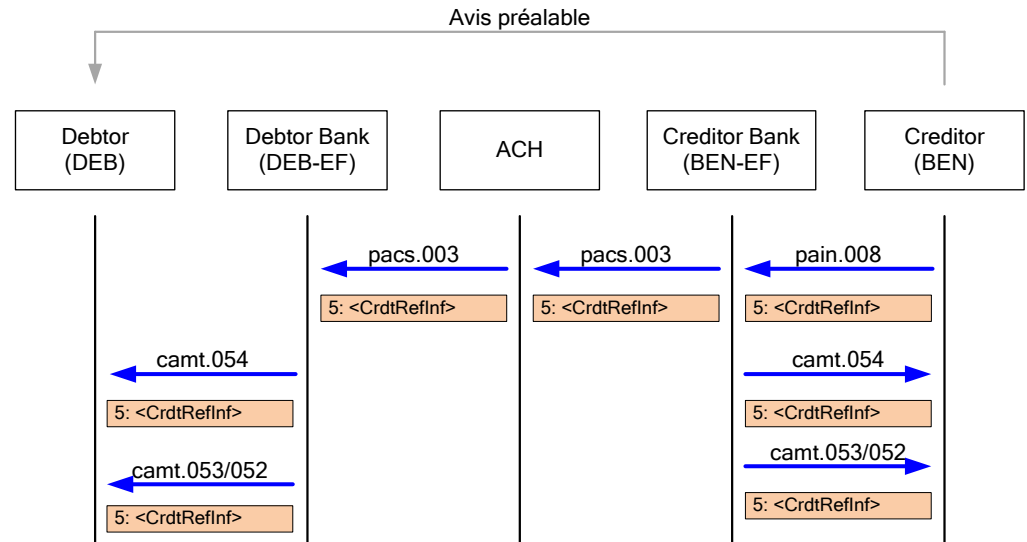 Avis préalable
Debtor
(DEB)
Debtor Bank
(DEB-EF)
ACH
Creditor Bank
(BEN-EF)
Creditor
(BEN)
pacs.003
pacs.003
pain.008
5: <CrdtRefInf>
5: <CrdtRefInf>
5: <CrdtRefInf>
camt.054
camt.054
5: <CrdtRefInf>
5: <CrdtRefInf>
camt.053/052
camt.053/052
5: <CrdtRefInf>
5: <CrdtRefInf>